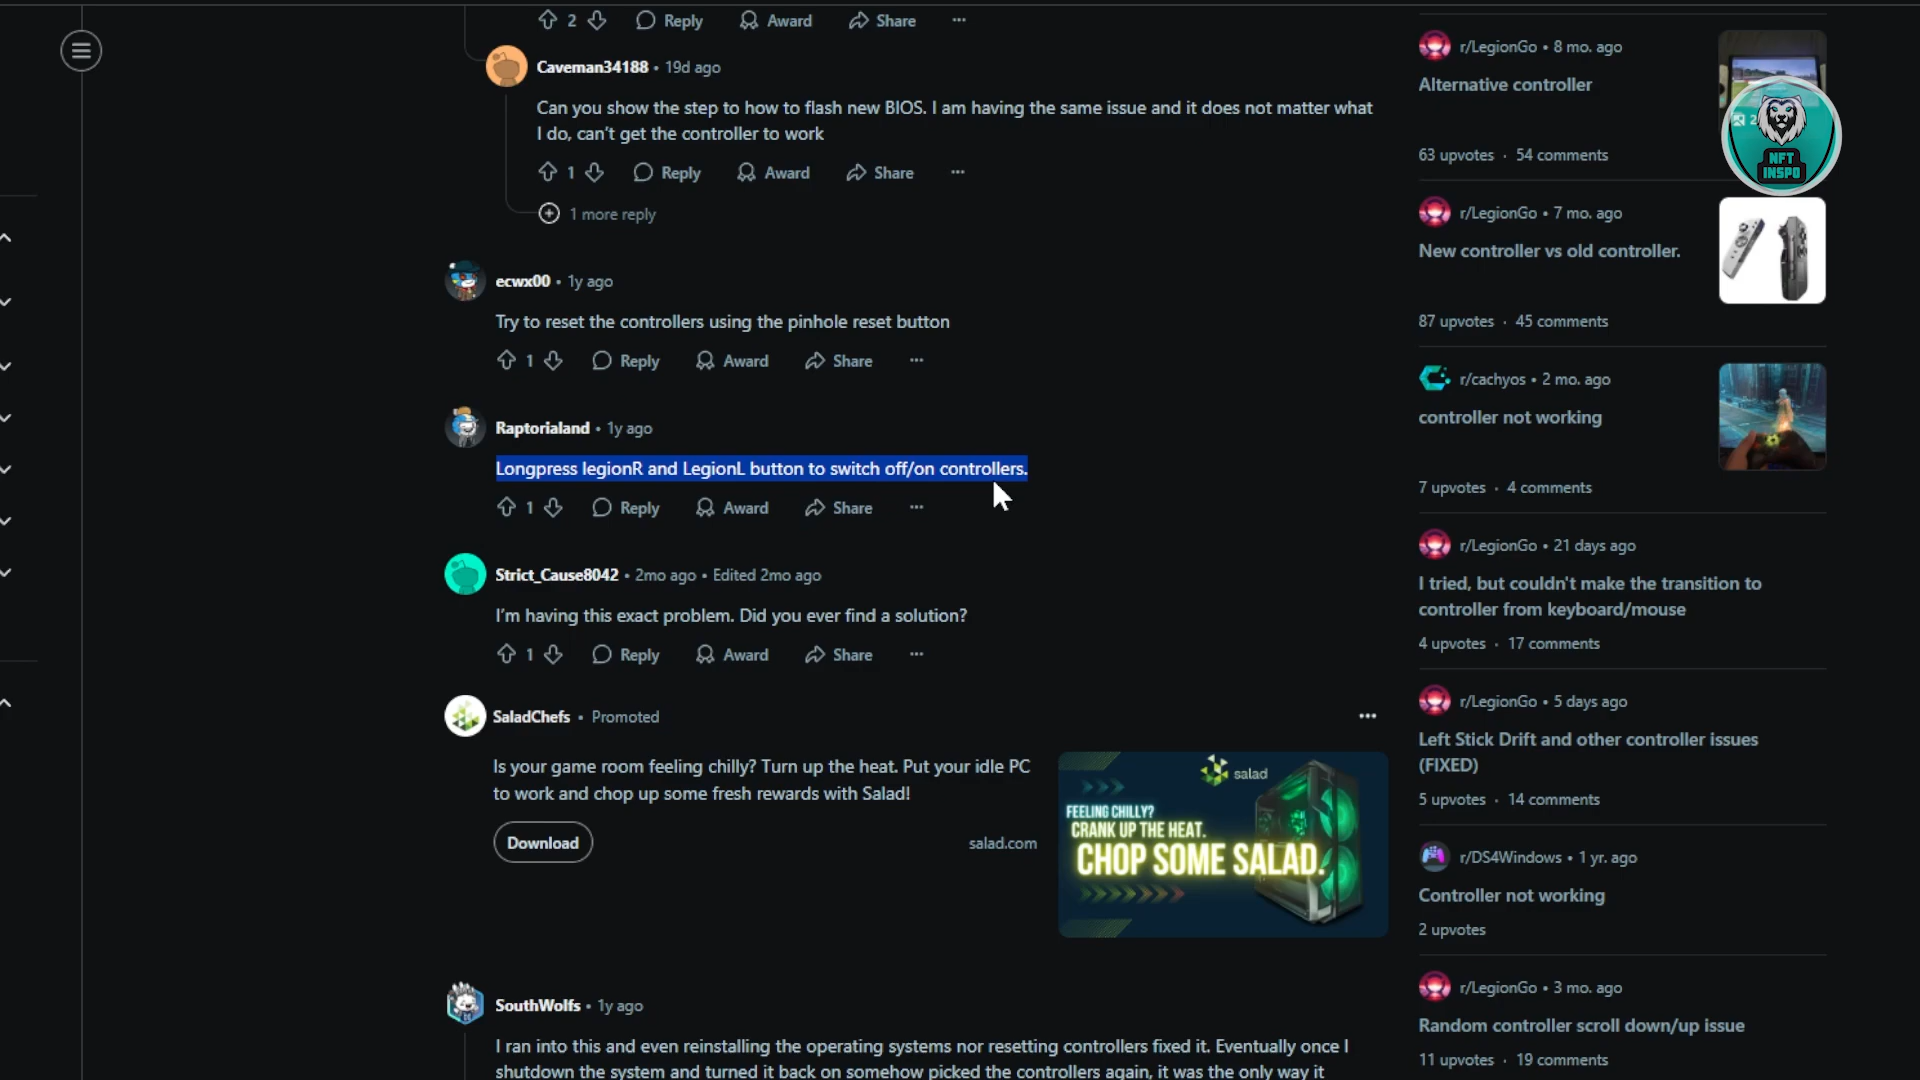 2 Reply Award Share
Caveman34188 • 19d ago
Can you show the step to how to flash new BIOS. I am having the same issue and it does not matter what
I do, can't get the controller to work
1 Reply Award Share
1 more reply
ecwx00 • 1y ago
Try to reset the controllers using the pinhole reset button
1 Reply Award Share
Raptorialand • 1y ago
Longpress legionR and LegionL button to switch off/on controllers.
1 Reply Award Share
Strict_Cause8042 • 2mo ago • Edited 2mo ago
I'm having this exact problem. Did you ever find a solution?
1 Reply Award Share
SaladChefs • Promoted
Is your game room feeling chilly? Turn up the heat. Put your idle PC
to work and chop up some fresh rewards with Salad!
Download
salad.com
salad
FEELING CHILLY?
CRANK UP THE HEAT.
CHOP SOME SALAD.
SouthWolfs • 1y ago
I ran into this and even reinstalling the operating systems nor resetting controllers fixed it. Eventually once I
shutdown the system and turned it back on somehow picked the controllers again, it was the only way it
r/LegionGo • 8 mo. ago
Alternative controller
63 upvotes · 54 comments
2
NFT
INSPO
r/LegionGo • 7 mo. ago
New controller vs old controller.
87 upvotes · 45 comments
r/cachyos • 2 mo. ago
controller not working
7 upvotes · 4 comments
r/LegionGo • 21 days ago
I tried, but couldn't make the transition to
controller from keyboard/mouse
4 upvotes · 17 comments
r/LegionGo • 5 days ago
Left Stick Drift and other controller issues
(FIXED)
5 upvotes · 14 comments
r/DS4Windows • 1 yr. ago
Controller not working
2 upvotes
r/LegionGo • 3 mo. ago
Random controller scroll down/up issue
11 upvotes · 19 comments